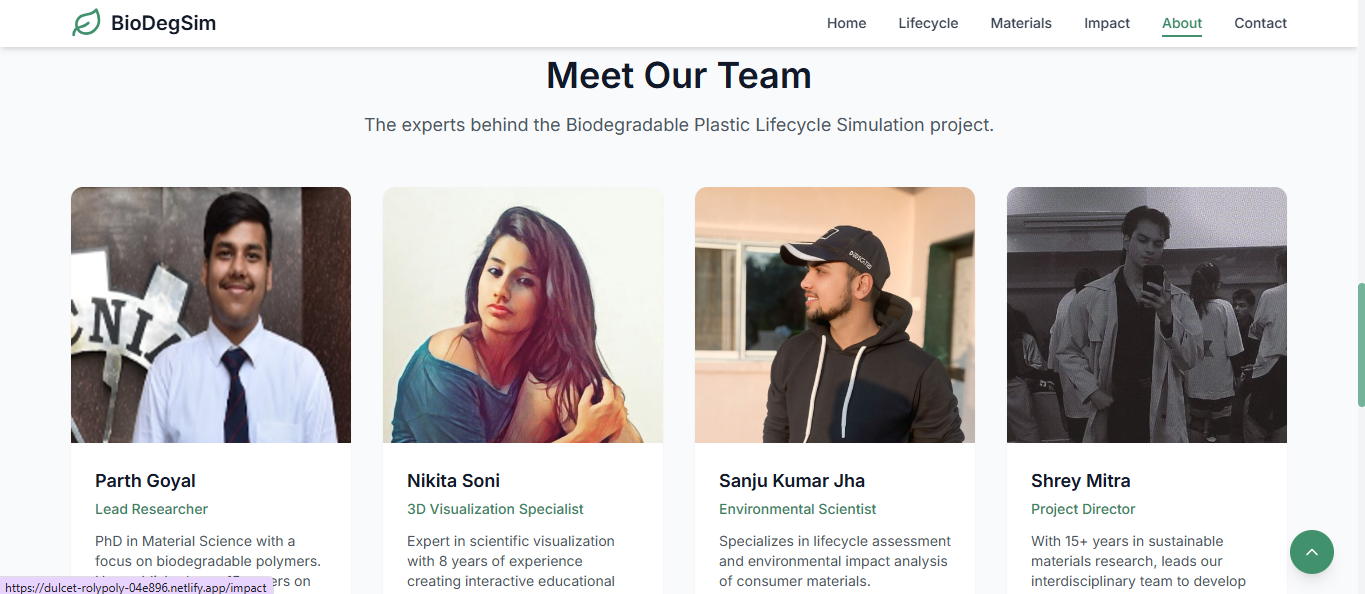 BioDegSim
Home Lifecycle Materials Impact About Contact
Meet Our Team
The experts behind the Biodegradable Plastic Lifecycle Simulation project.
Parth Goyal
Lead Researcher
PhD in Material Science with a
focus on biodegradable polymers.
ers on
Nikita Soni
3D Visualization Specialist
Expert in scientific visualization
with 8 years of experience
creating interactive educational
Sanju Kumar Jha
Environmental Scientist
Specializes in lifecycle assessment
and environmental impact analysis
of consumer materials.
Shrey Mitra
Project Director
With 15+ years in sustainable
materials research, leads our
interdisciplinary team to develop
https://dulcet-rolypoly-04e896.netlify.app/impact